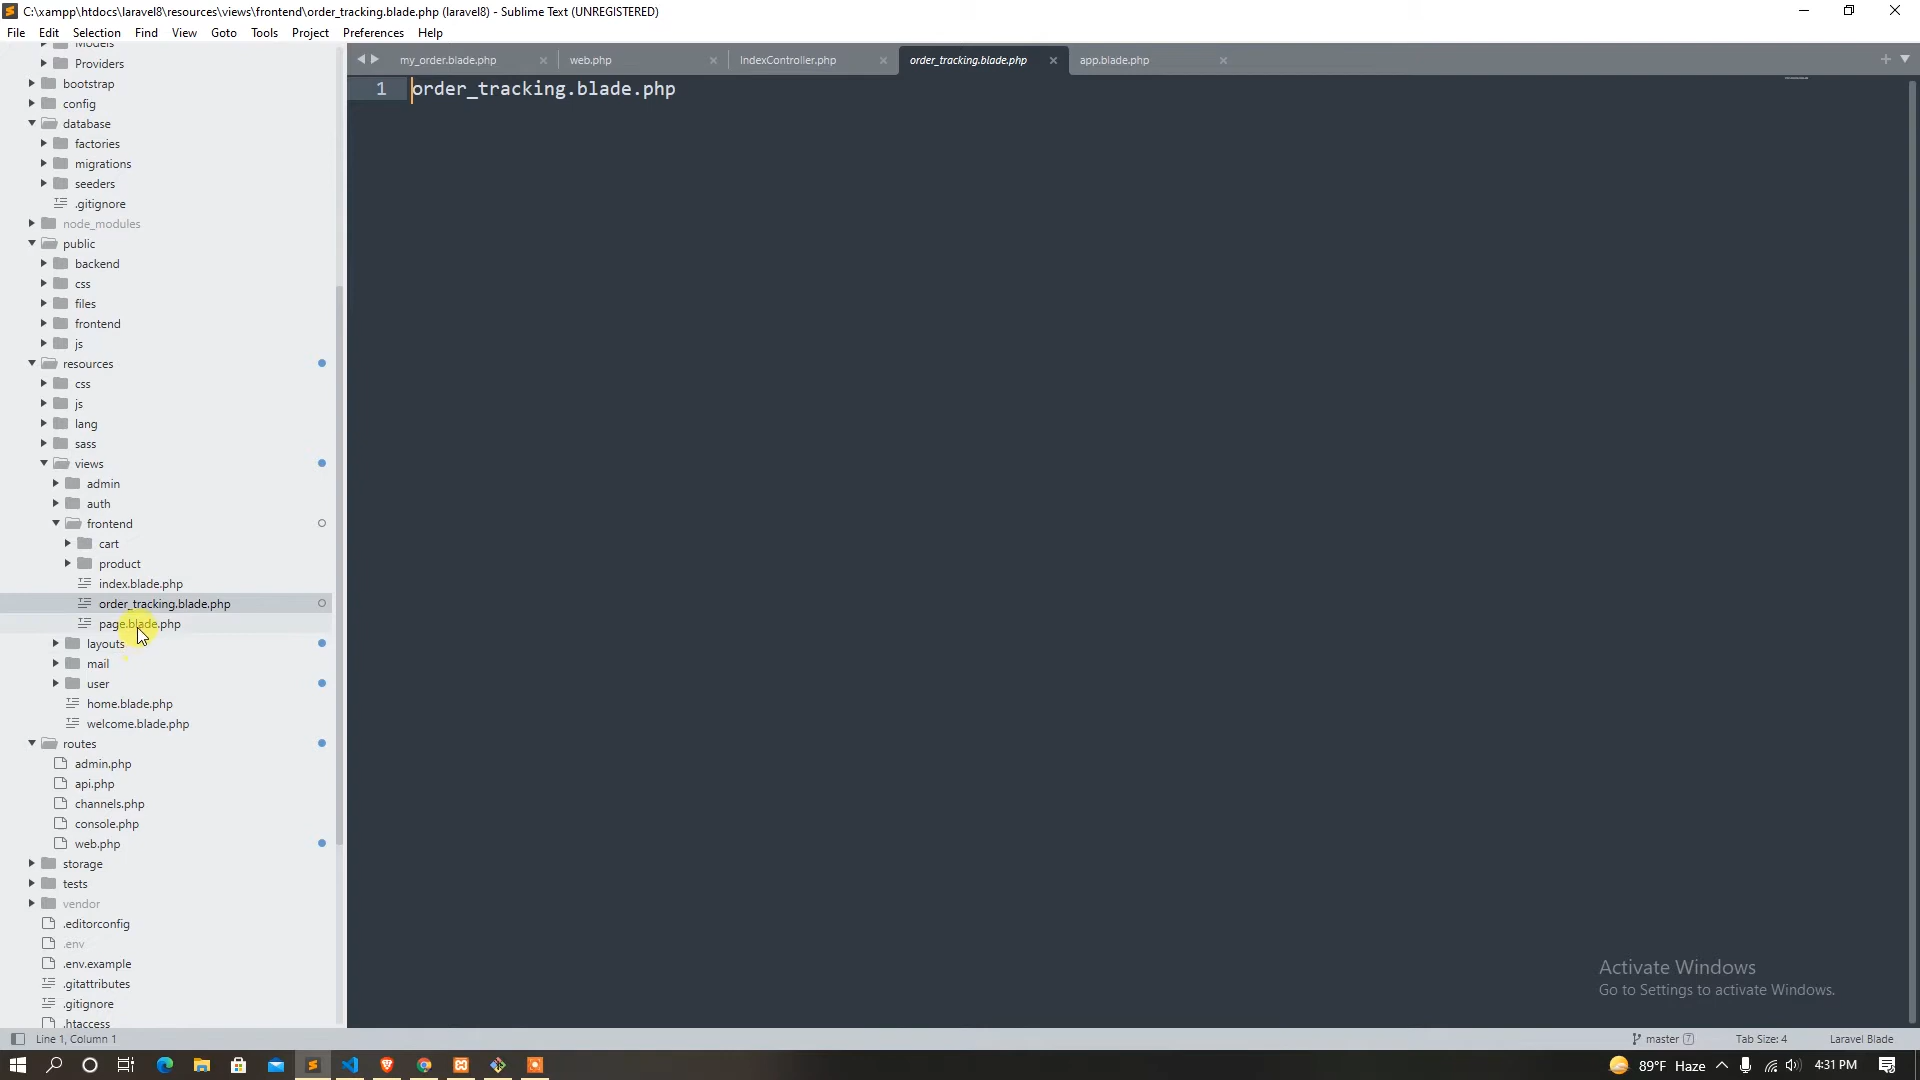 C:\xampp\htdocs\laravel8\resources\views\frontend\order_tracking.blade.php (laravel8) - Sublime Text (UNREGISTERED)
File Edit Selection Find View Goto Tools Project Preferences Help
my_order.blade.php web.php IndexController.php order_tracking.blade.php app.blade.php
1 order_tracking.blade.php
Models
Providers
bootstrap
config
database
factories
migrations
seeders
.gitignore
node_modules
public
backend
css
files
frontend
js
resources
css
js
lang
sass
views
admin
auth
frontend
cart
product
index.blade.php
order_tracking.blade.php
page.blade.php
layouts
mail
user
home.blade.php
welcome.blade.php
routes
admin.php
api.php
channels.php
console.php
web.php
storage
tests
vendor
.editorconfig
.env
.env.example
.gitattributes
.gitignore
.htaccess
Activate Windows
Go to Settings to activate Windows.
Line 1, Column 1 master 7 Tab Size: 4 Laravel Blade
89°F Haze 4:31 PM